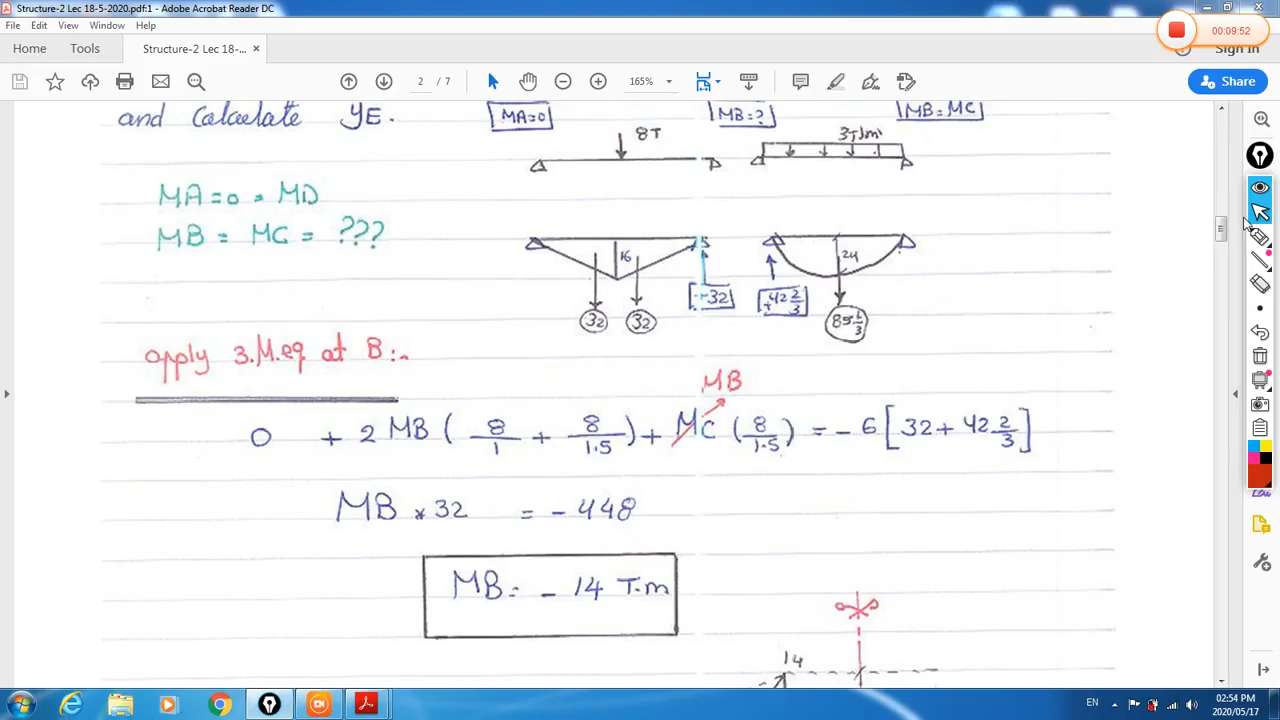 Structure-2 Lec 18-5-2020.pdf:1 - Adobe Acrobat Reader DC
File Edit View Window Help
00:09:52
Home Tools Structure-2 Lec 18-... × Sign In
2 / 7 165% Share
and Calculate YE. MA=0 MB=? MB=MC
8T 3T/m
MA=0=MD
MB = MC = ???
16 24
32 42 2/3
32 32 85 1/3
apply 3.M.eq at B:-
MB
0 + 2 MB ( 8/1 + 8/1.5 ) + MC ( 8/1.5 ) = - 6 [ 32 + 42 2/3 ]
MB * 32 = - 448
MB = - 14 T.m
14
EN 02:54 PM
2020/05/17